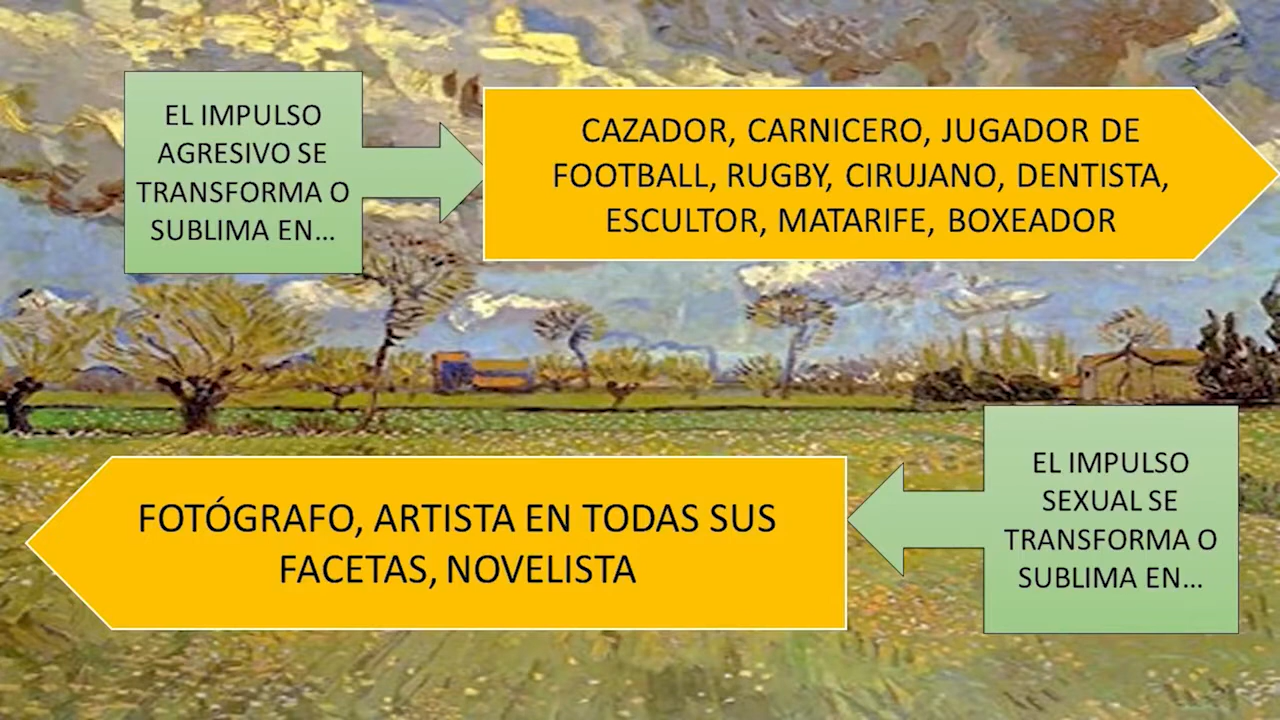 EL IMPULSO
AGRESIVO SE
TRANSFORMA O
SUBLIMA EN...
CAZADOR, CARNICERO, JUGADOR DE
FOOTBALL, RUGBY, CIRUJANO, DENTISTA,
ESCULTOR, MATARIFE, BOXEADOR
FOTÓGRAFO, ARTISTA EN TODAS SUS
FACETAS, NOVELISTA
EL IMPULSO
SEXUAL SE
TRANSFORMA O
SUBLIMA EN...